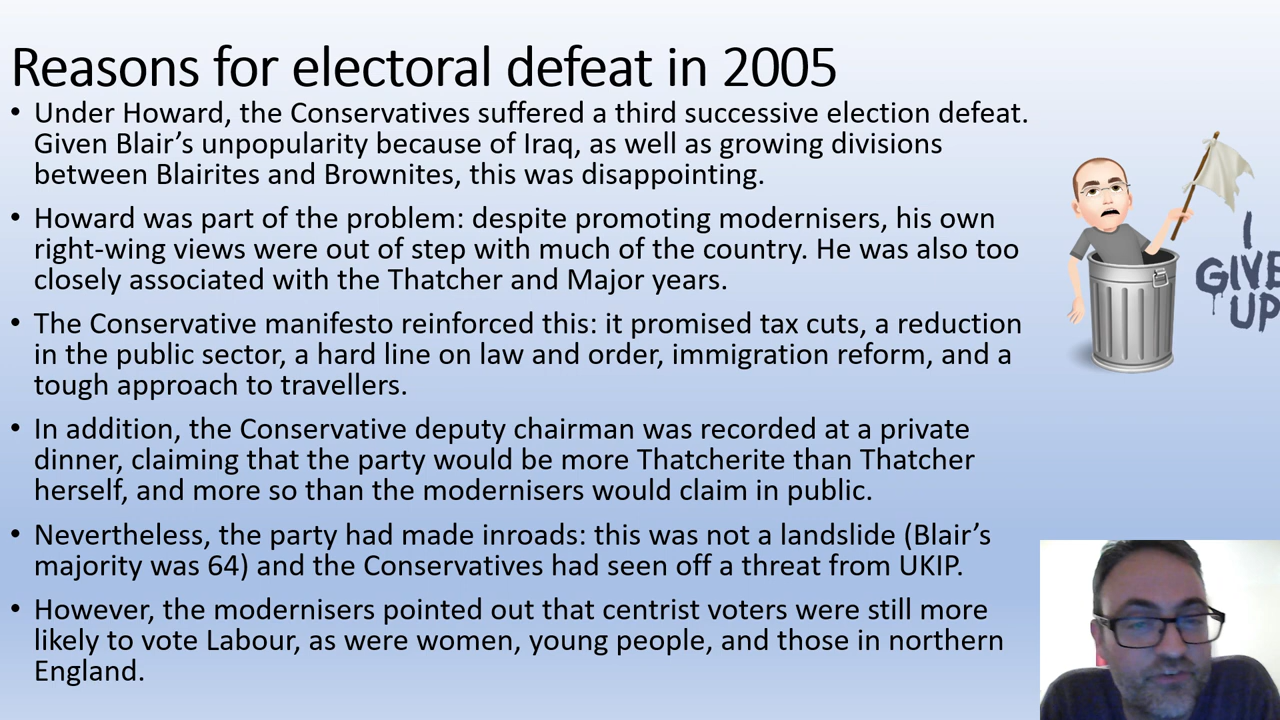 Reasons for electoral defeat in 2005
• Under Howard, the Conservatives suffered a third successive election defeat.
Given Blair’s unpopularity because of Iraq, as well as growing divisions
between Blairites and Brownites, this was disappointing.
• Howard was part of the problem: despite promoting modernisers, his own
right-wing views were out of step with much of the country. He was also too
closely associated with the Thatcher and Major years.
• The Conservative manifesto reinforced this: it promised tax cuts, a reduction
in the public sector, a hard line on law and order, immigration reform, and a
tough approach to travellers.
• In addition, the Conservative deputy chairman was recorded at a private
dinner, claiming that the party would be more Thatcherite than Thatcher
herself, and more so than the modernisers would claim in public.
• Nevertheless, the party had made inroads: this was not a landslide (Blair’s
majority was 64) and the Conservatives had seen off a threat from UKIP.
• However, the modernisers pointed out that centrist voters were still more
likely to vote Labour, as were women, young people, and those in northern
England.
I
GIVE
UP